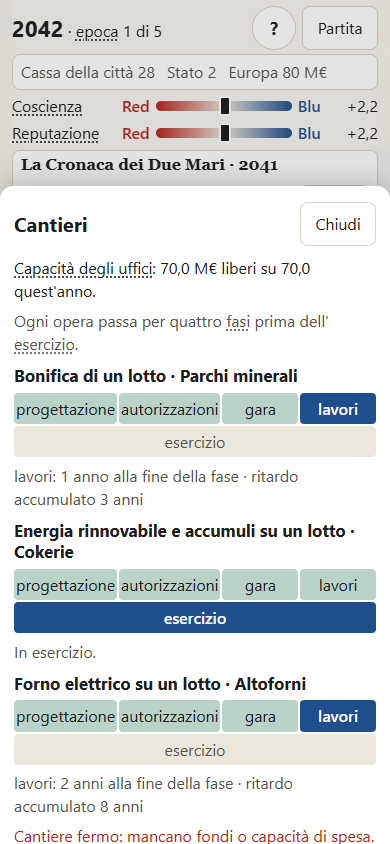 2042 · epoca 1 di 5
?
Partita
Cassa della città 28 Stato 2 Europa 80 M€
Coscienza Red Blu +2,2
Reputazione Red Blu +2,2
La Cronaca dei Due Mari · 2041
Cantieri
Chiudi
Capacità degli uffici: 70,0 M€ liberi su 70,0
quest'anno.
Ogni opera passa per quattro fasi prima dell'
esercizio.
Bonifica di un lotto · Parchi minerali
progettazione autorizzazioni gara lavori
esercizio
lavori: 1 anno alla fine della fase · ritardo
accumulato 3 anni
Energia rinnovabile e accumuli su un lotto ·
Cokerie
progettazione autorizzazioni gara lavori
esercizio
In esercizio.
Forno elettrico su un lotto · Altoforni
progettazione autorizzazioni gara lavori
esercizio
lavori: 2 anni alla fine della fase · ritardo
accumulato 8 anni
Cantiere fermo: mancano fondi o capacità di spesa.